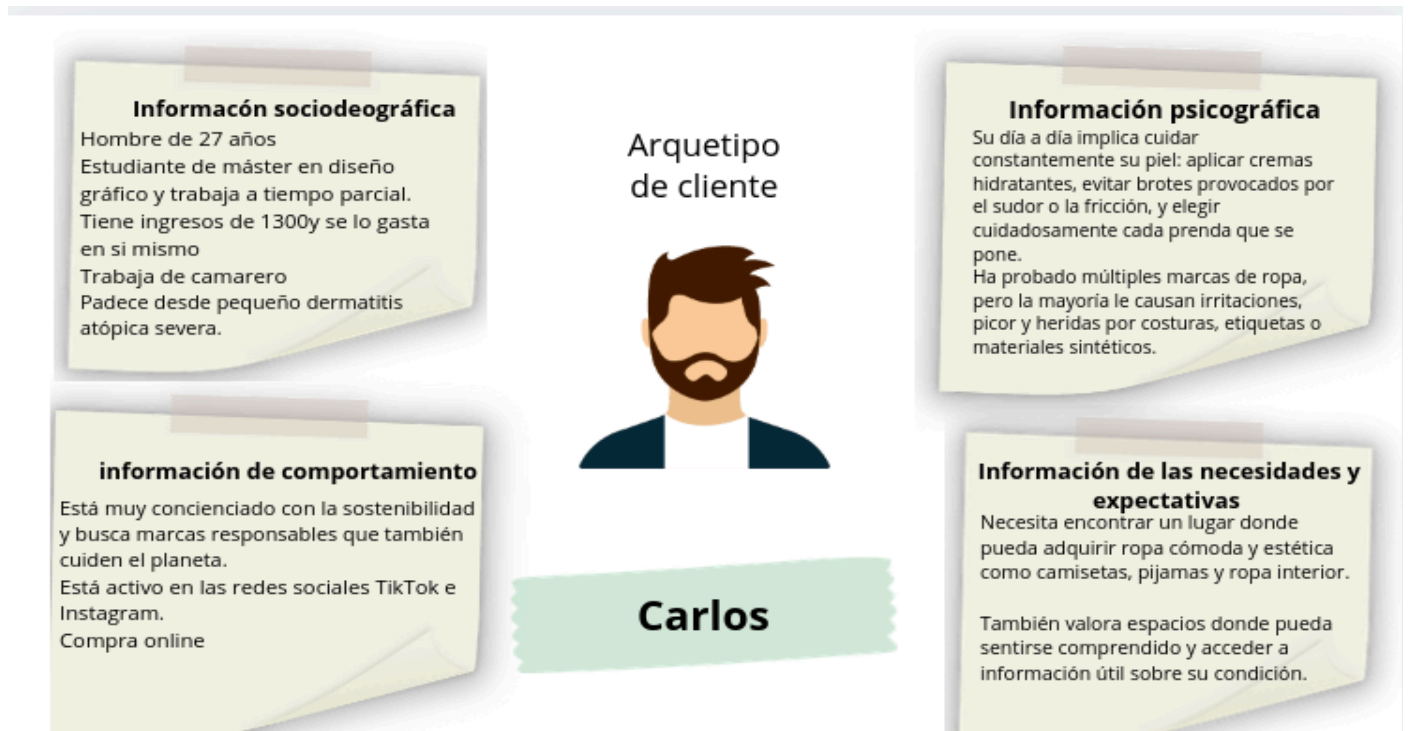 Informacón sociodeográfica
Hombre de 27 años
Estudiante de máster en diseño
gráfico y trabaja a tiempo parcial.
Tiene ingresos de 1300y se lo gasta
en si mismo
Trabaja de camarero
Padece desde pequeño dermatitis
atópica severa.
Arquetipo
de cliente
Información psicográfica
Su día a día implica cuidar
constantemente su piel: aplicar cremas
hidratantes, evitar brotes provocados por
el sudor o la fricción, y elegir
cuidadosamente cada prenda que se
pone.
Ha probado múltiples marcas de ropa,
pero la mayoría le causan irritaciones,
picor y heridas por costuras, etiquetas o
materiales sintéticos.
información de comportamiento
Está muy concienciado con la sostenibilidad
y busca marcas responsables que también
cuiden el planeta.
Está activo en las redes sociales TikTok e
Instagram.
Compra online
Carlos
Información de las necesidades y
expectativas
Necesita encontrar un lugar donde
pueda adquirir ropa cómoda y estética
como camisetas, pijamas y ropa interior.
También valora espacios donde pueda
sentirse comprendido y acceder a
información útil sobre su condición.